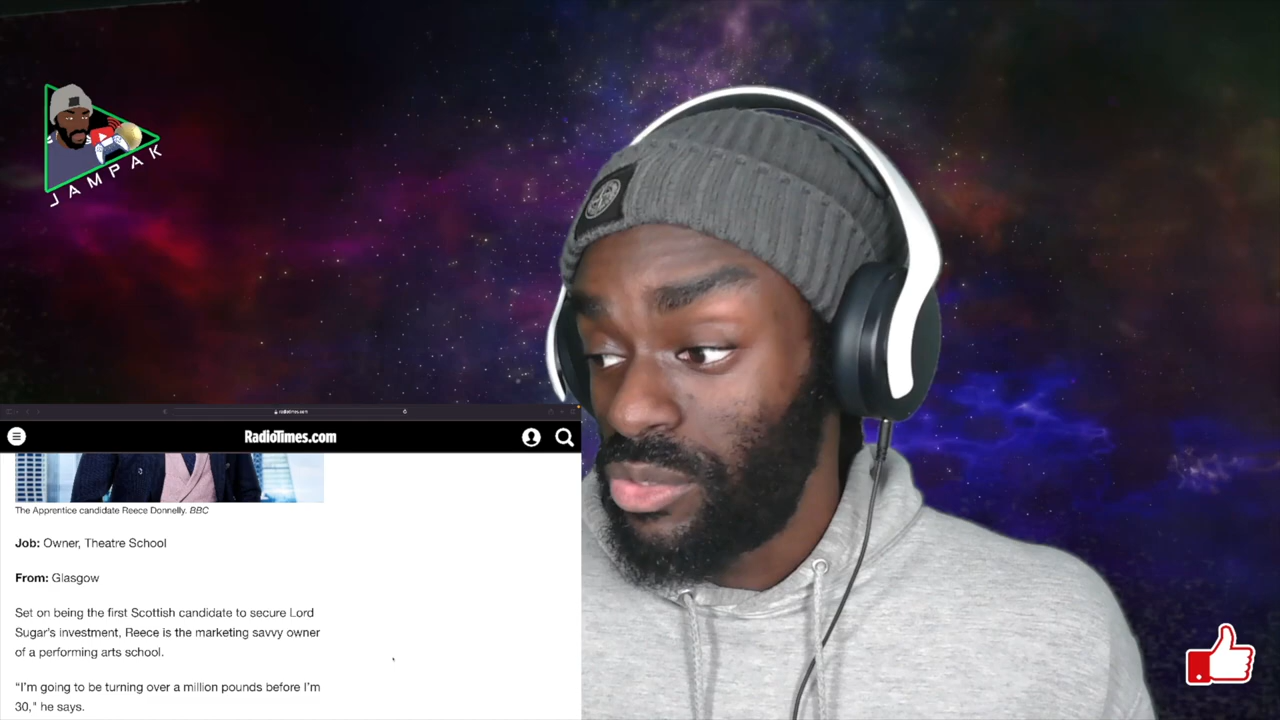 JAMPAK
radiotimes.com
RadioTimes.com
The Apprentice candidate Reece Donnelly. BBC
Job: Owner, Theatre School
From: Glasgow
Set on being the first Scottish candidate to secure Lord
Sugar's investment, Reece is the marketing savvy owner
of a performing arts school.
"I'm going to be turning over a million pounds before I'm
30," he says.